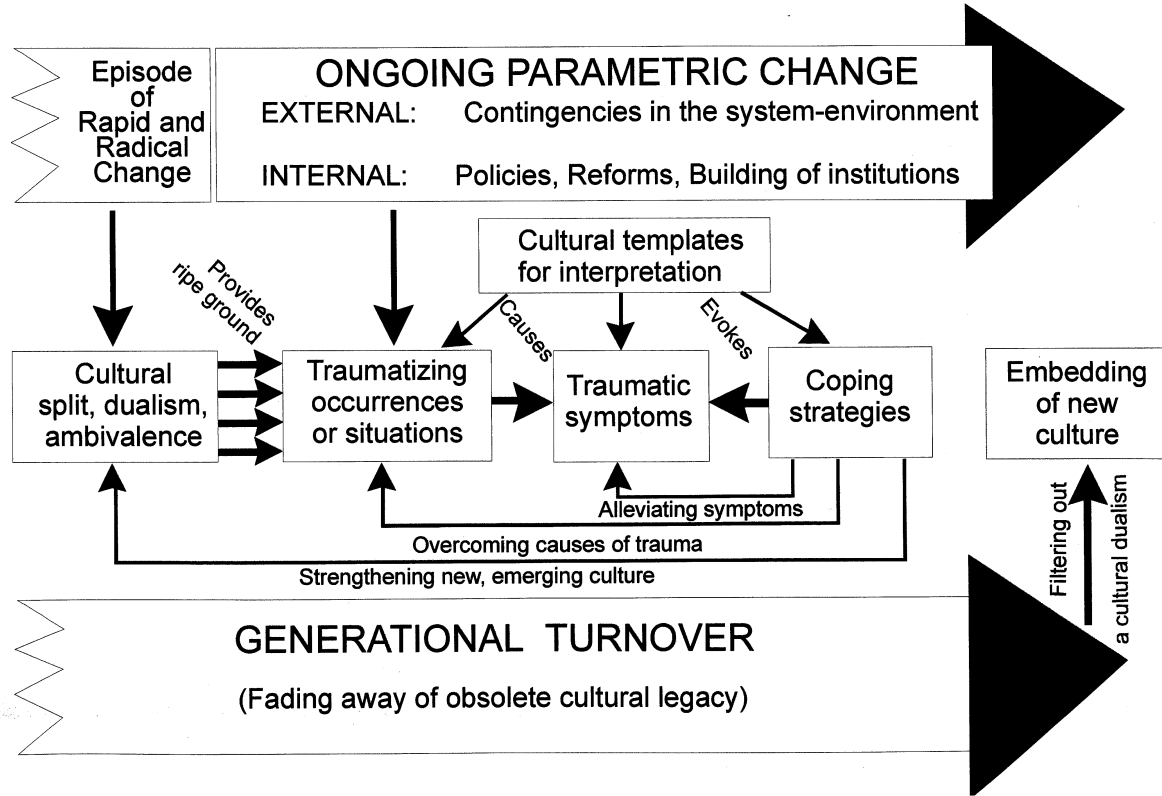 Episode
of
Rapid and
Radical
Change
ONGOING PARAMETRIC CHANGE
EXTERNAL: Contingencies in the system-environment
INTERNAL: Policies, Reforms, Building of institutions
Cultural templates
for interpretation
Provides
ripe ground
Causes
Evokes
Cultural
split, dualism,
ambivalence
Traumatizing
occurrences
or situations
Traumatic
symptoms
Coping
strategies
Embedding
of new
culture
Alleviating symptoms
Overcoming causes of trauma
Strengthening new, emerging culture
Filtering out
a cultural dualism
GENERATIONAL TURNOVER
(Fading away of obsolete cultural legacy)